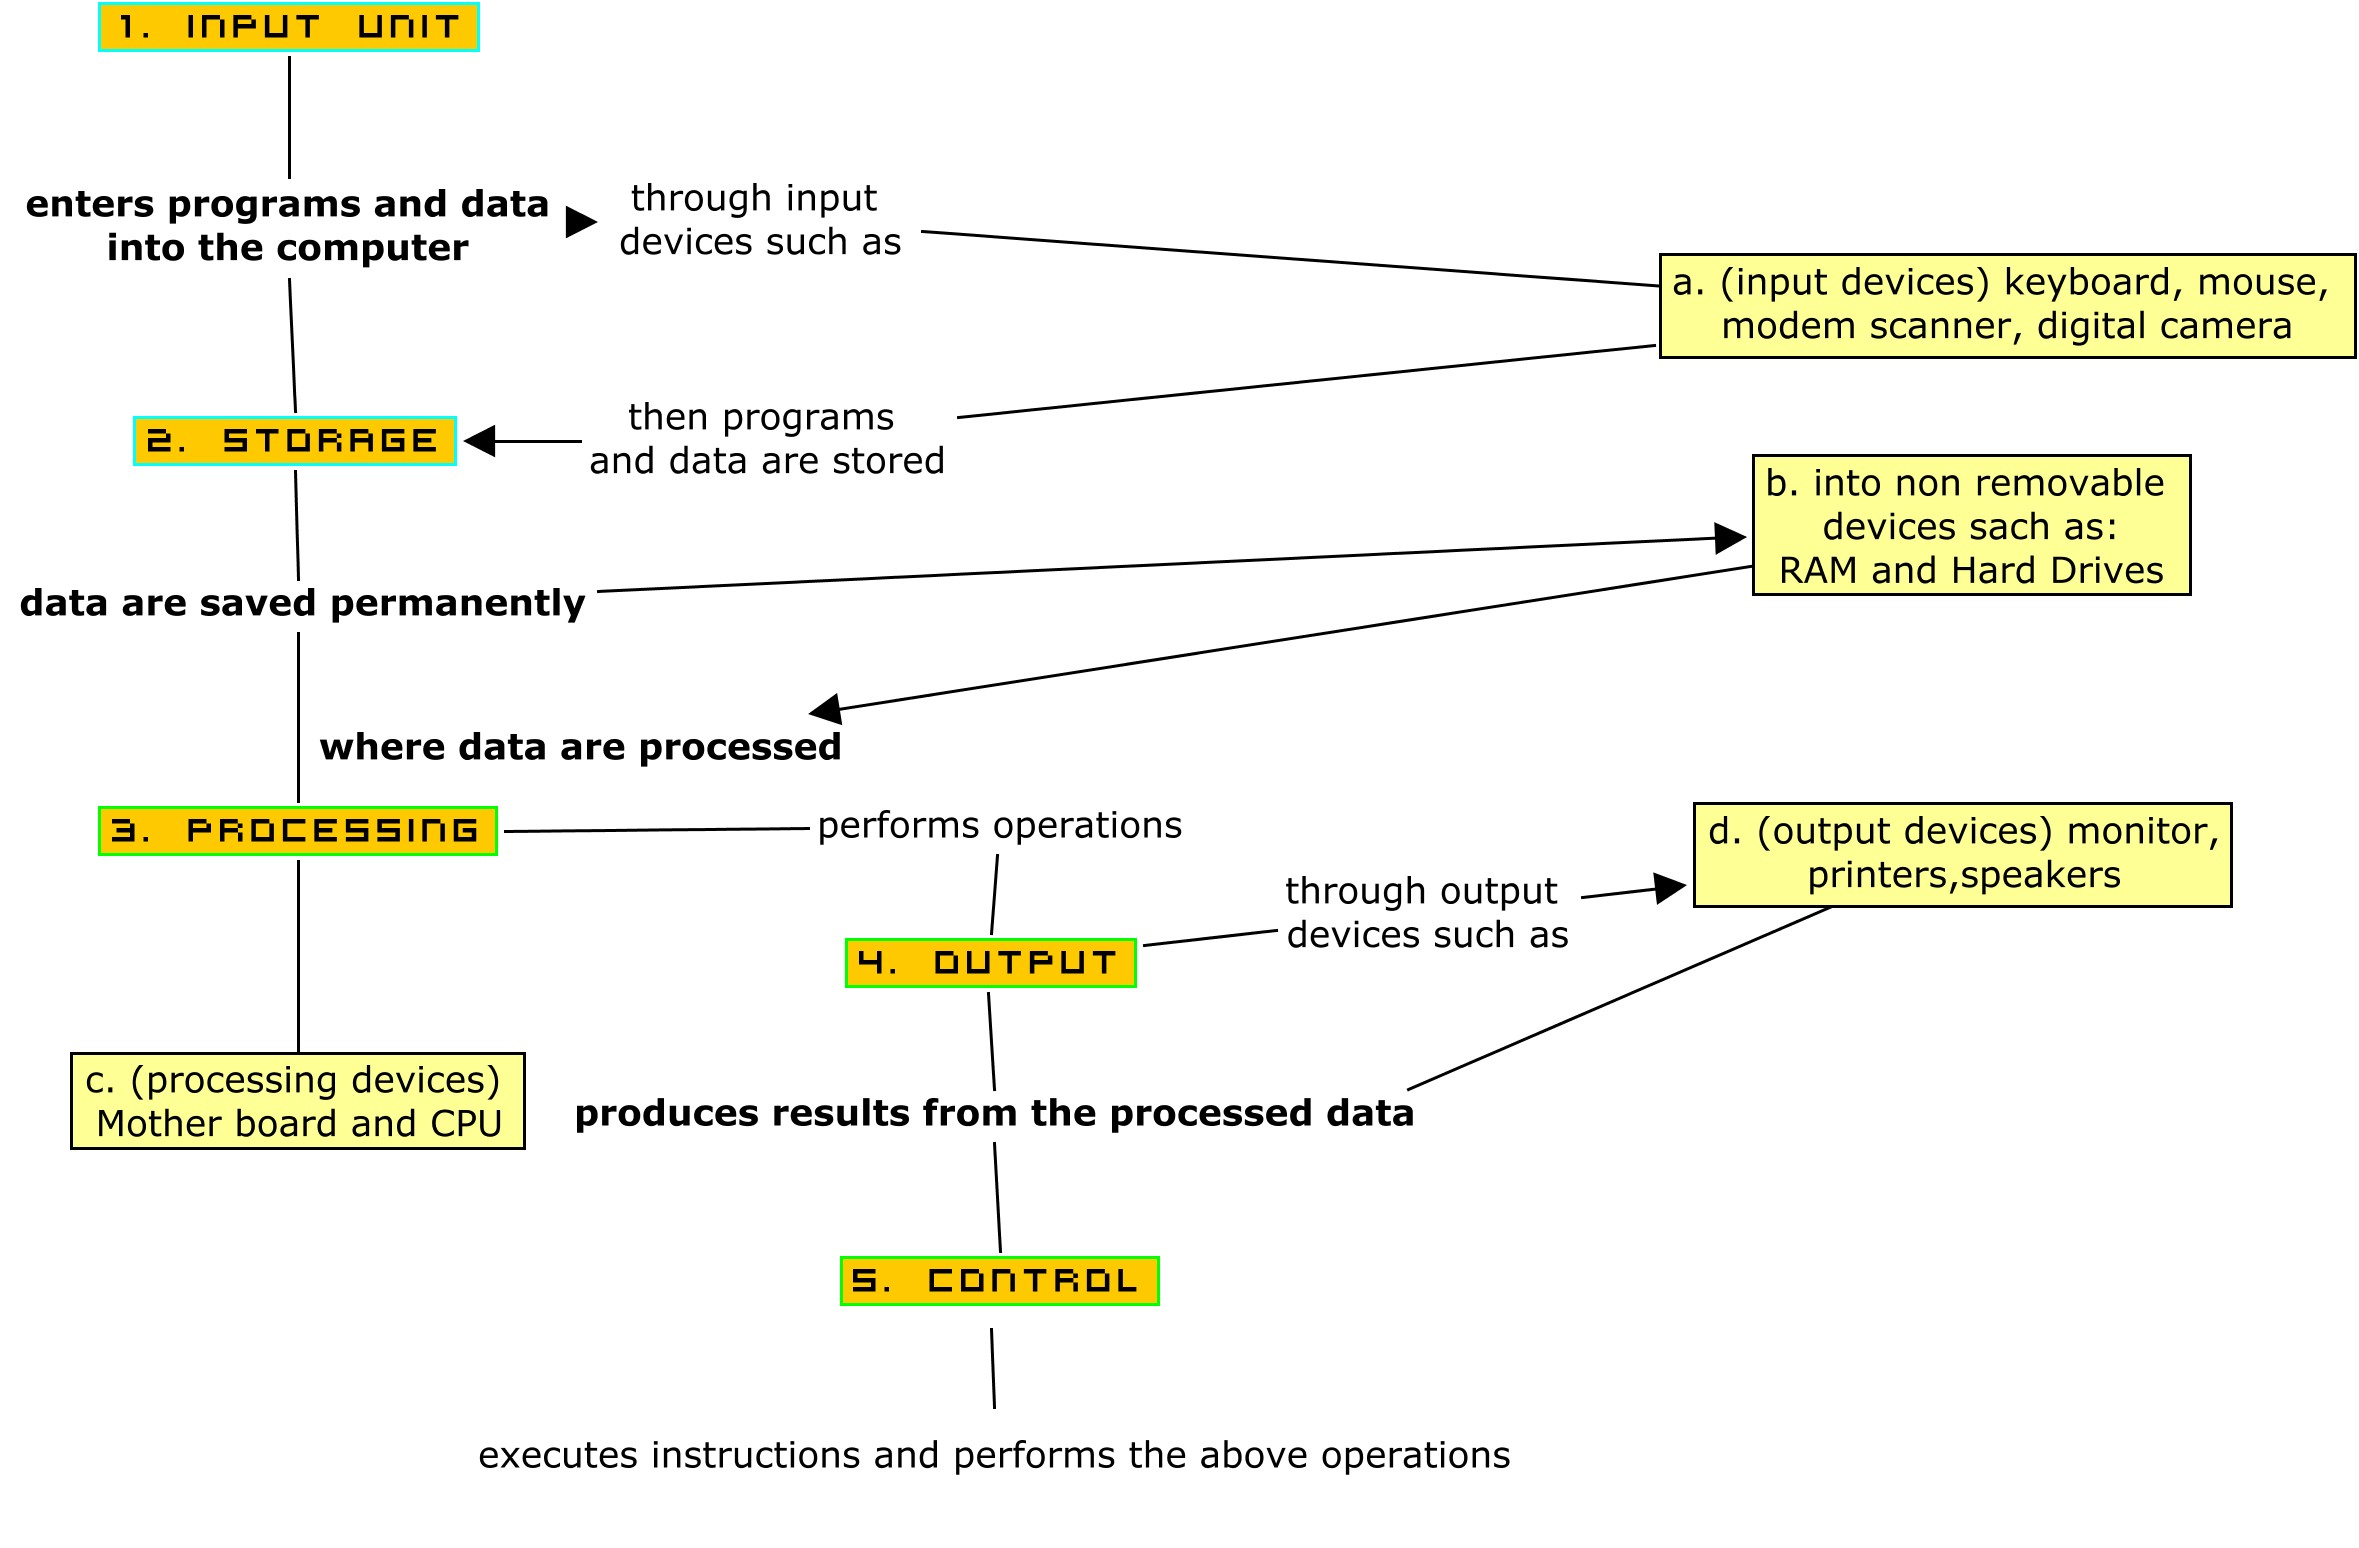 1. INPUT UNIT
enters programs and data
into the computer
through input
devices such as
a. (input devices) keyboard, mouse,
modem scanner, digital camera
2. STORAGE
then programs
and data are stored
b. into non removable
devices sach as:
RAM and Hard Drives
data are saved permanently
where data are processed
3. PROCESSING
performs operations
d. (output devices) monitor,
printers,speakers
through output
devices such as
4. OUTPUT
c. (processing devices)
Mother board and CPU
produces results from the processed data
5. CONTROL
executes instructions and performs the above operations